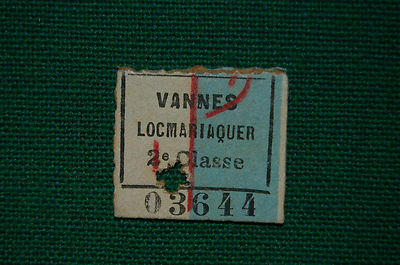 VANNES
LOCMARIAQUER
2e Classe
03644